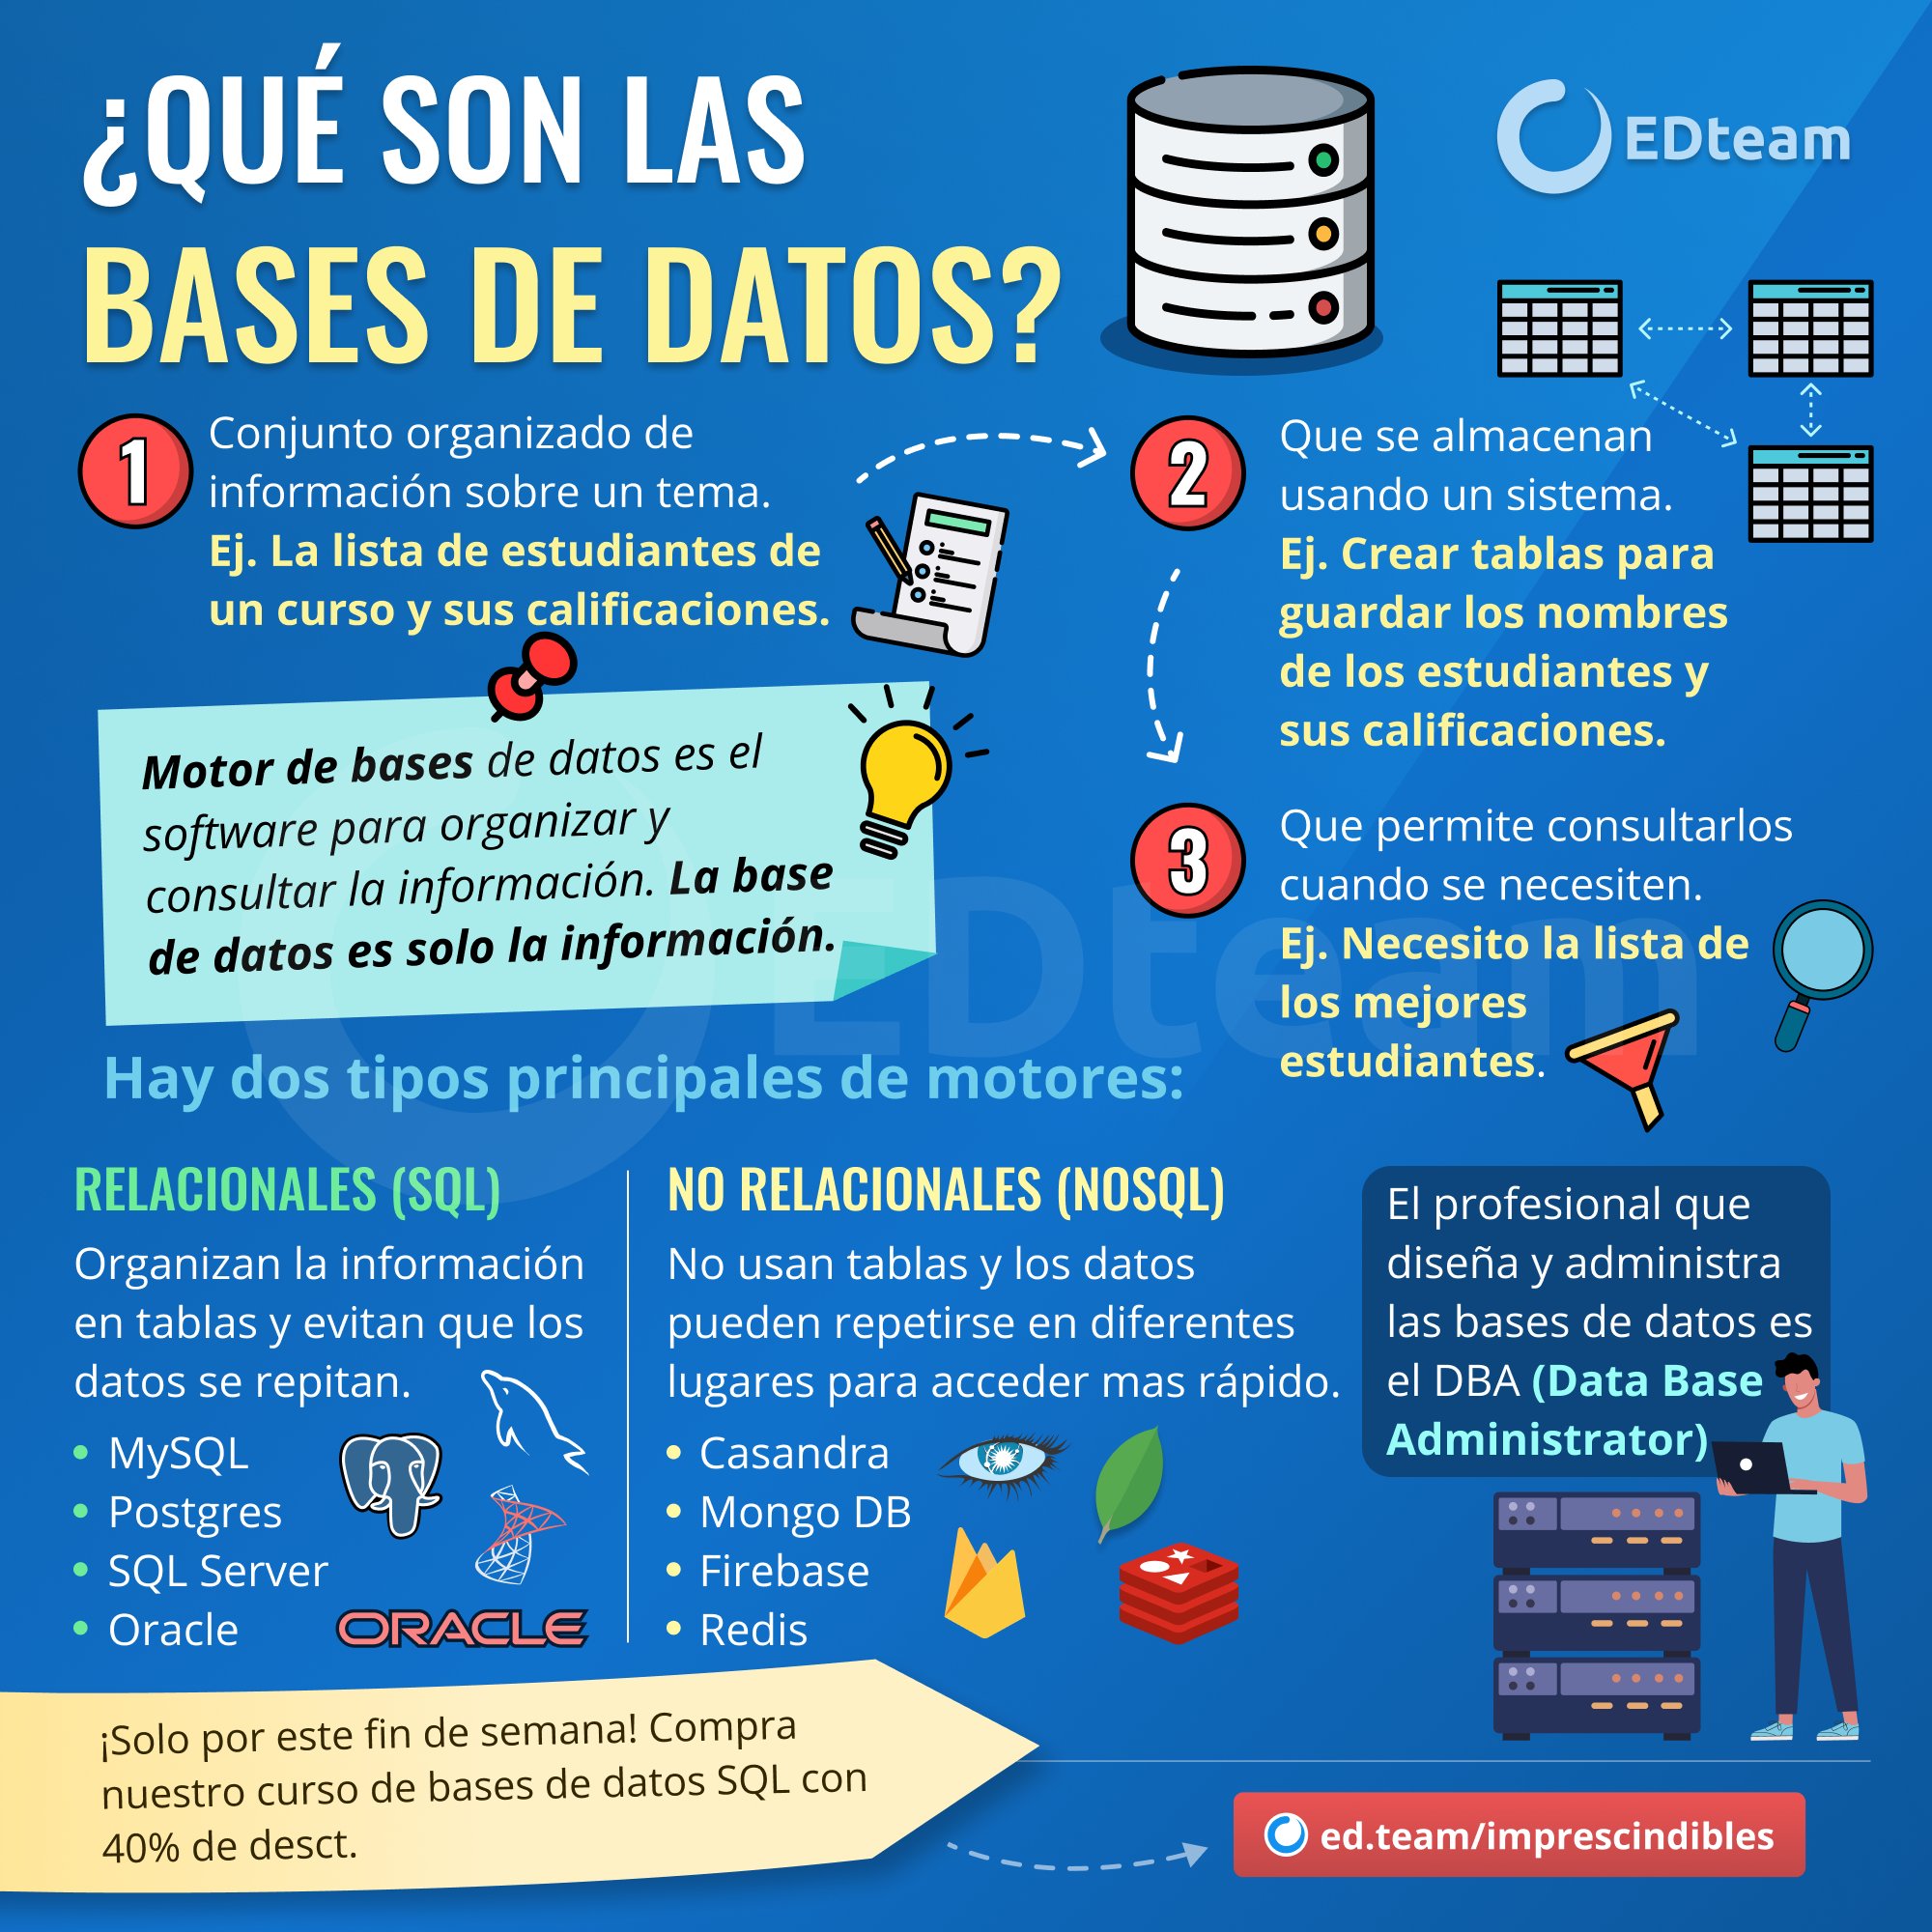 ¿QUÉ SON LAS
BASES DE DATOS?
EDteam
1
Conjunto organizado de
información sobre un tema.
Ej. La lista de estudiantes de
un curso y sus calificaciones.
2
Que se almacenan
usando un sistema.
Ej. Crear tablas para
guardar los nombres
de los estudiantes y
sus calificaciones.
Motor de bases de datos es el
software para organizar y
consultar la información. La base
de datos es solo la información.
3
Que permite consultarlos
cuando se necesiten.
Ej. Necesito la lista de
los mejores
estudiantes.
EDteam
Hay dos tipos principales de motores:
RELACIONALES (SQL)
Organizan la información
en tablas y evitan que los
datos se repitan.
• MySQL
• Postgres
• SQL Server
• Oracle
ORACLE
NO RELACIONALES (NOSQL)
No usan tablas y los datos
pueden repetirse en diferentes
lugares para acceder mas rápido.
• Casandra
• Mongo DB
• Firebase
• Redis
El profesional que
diseña y administra
las bases de datos es
el DBA (Data Base
Administrator)
¡Solo por este fin de semana! Compra
nuestro curso de bases de datos SQL con
40% de desct.
ed.team/imprescindibles